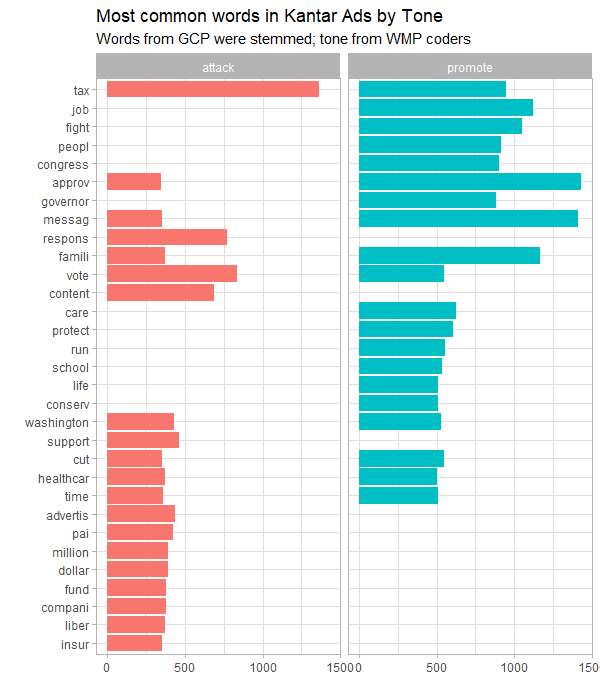 Most common words in Kantar Ads by Tone
Words from GCP were stemmed; tone from WMP coders
attack promote
tax
job
fight
peopl
congress
approv
governor
messag
respons
famili
vote
content
care
protect
run
school
life
conserv
washington
support
cut
healthcar
time
advertis
pai
million
dollar
fund
compani
liber
insur
0 500 1000 1500 0 500 1000 150